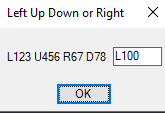 Left Up Down or Right
L123 U456 R67 D78 L100
OK